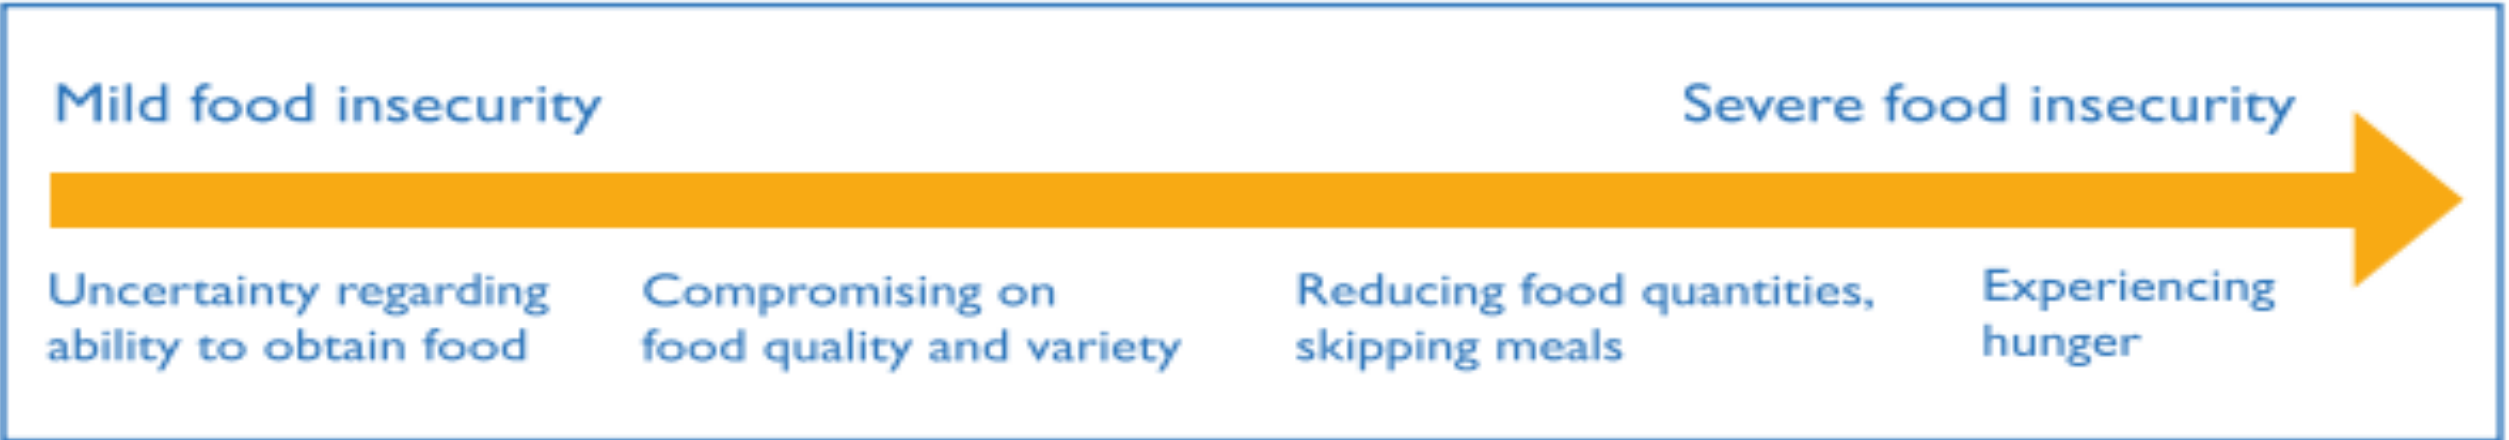 Mild food insecurity
Severe food insecurity
Uncertainty regarding
ability to obtain food
Compromising on
food quality and variety
Reducing food quantities,
skipping meals
Experiencing
hunger